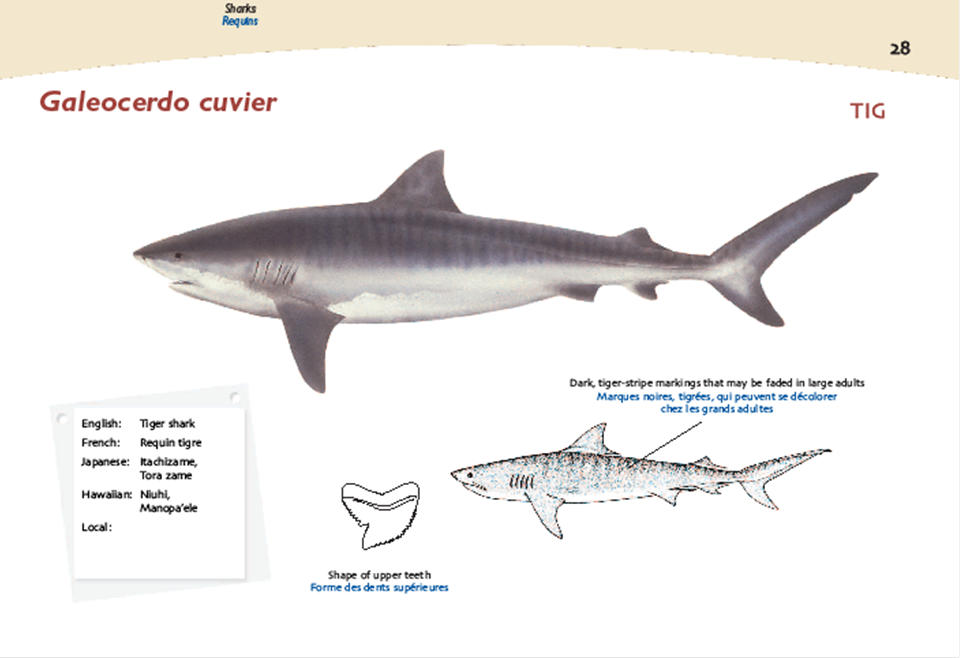 Sharks
Requins
28
Galeocerdo cuvier
TIG
Dark, tiger-stripe markings that may be faded in large adults
Marques noires, tigrées, qui peuvent se décolorer
chez les grands adultes
English: Tiger shark
French: Requin tigre
Japanese: Itachizame,
Tora zame
Hawaiian: Niuhi,
Manopa'ele
Local:
Shape of upper teeth
Forme des dents supérieures